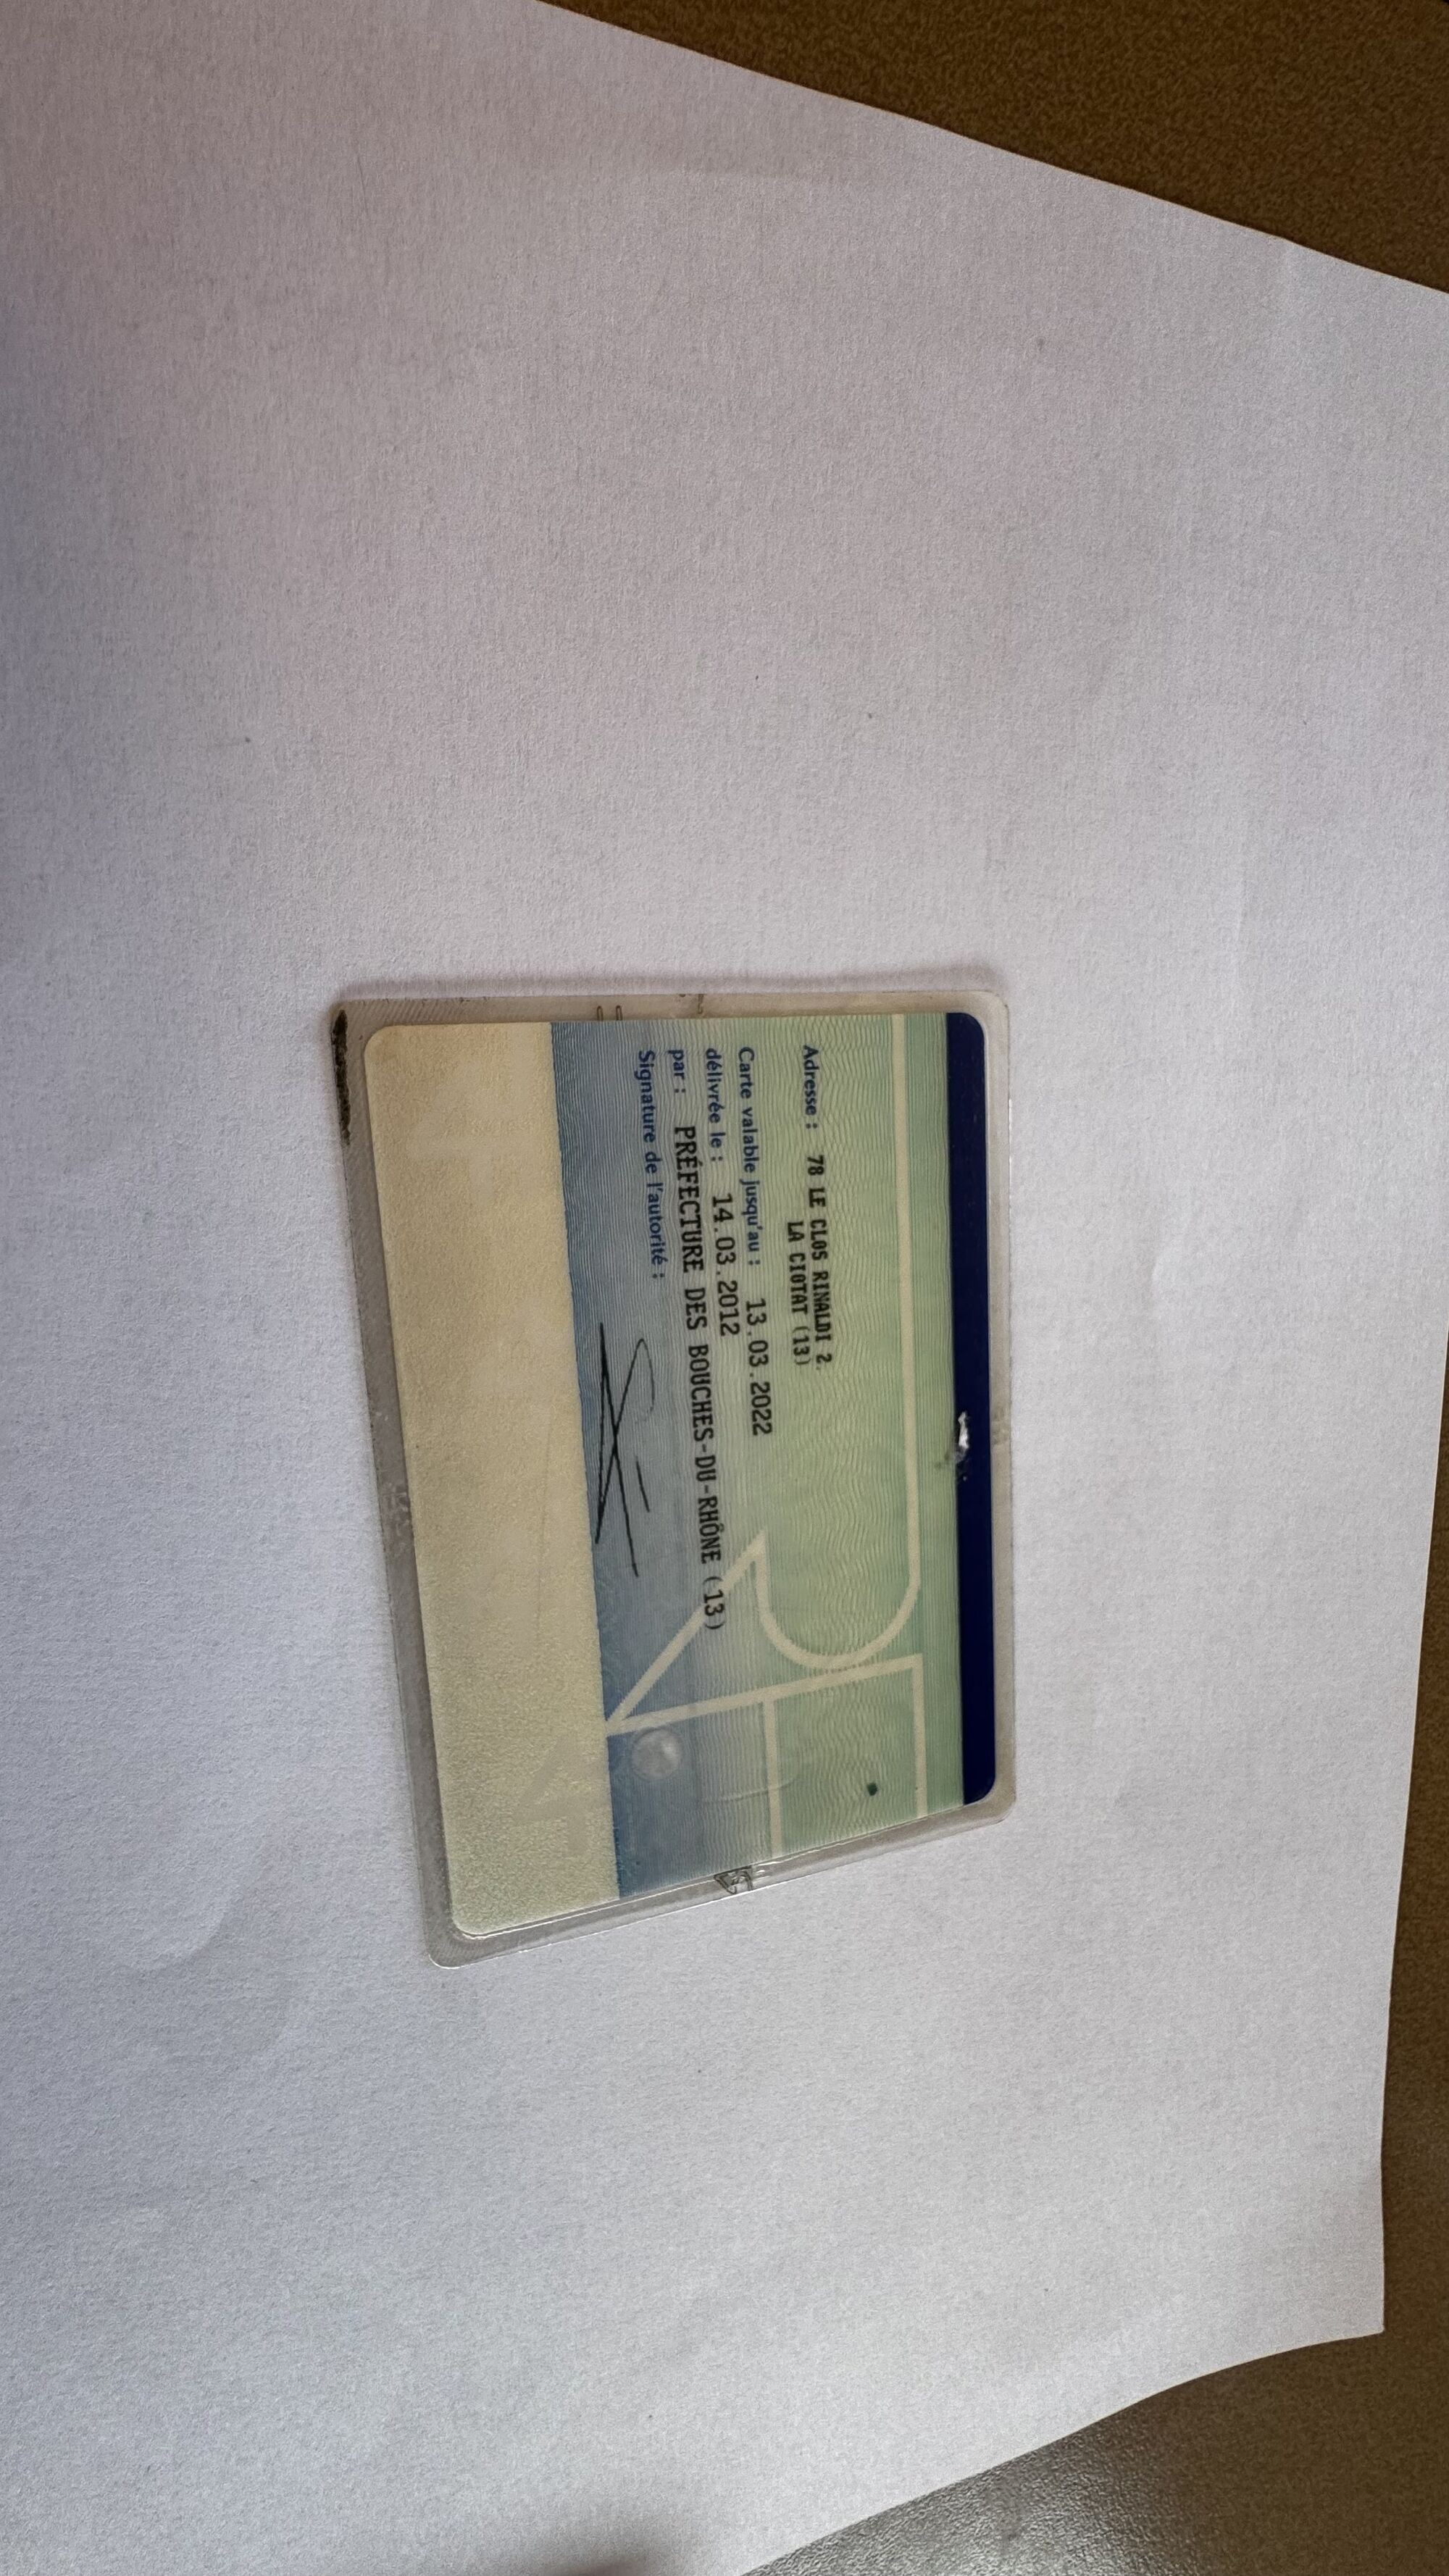 Adresse : 78 LE CLOS RINALDI 2.
LA CIOTAT (13)
Carte valable jusqu'au : 13.03.2022
délivrée le : 14.03.2012
par : PRÉFECTURE DES BOUCHES-DU-RHÔNE (13)
Signature de l'autorité :